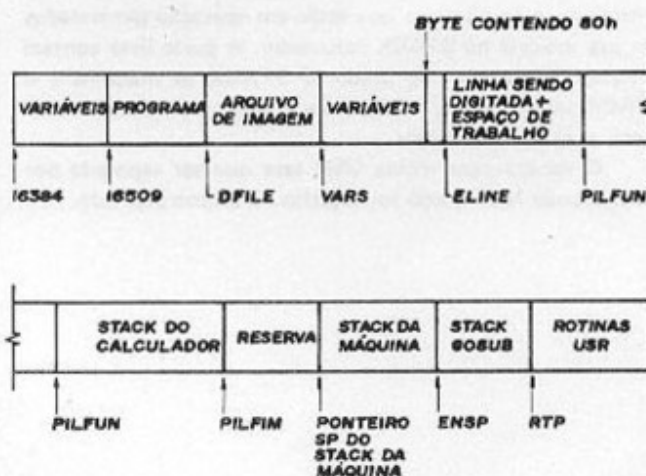 BYTE CONTENDO 80h
VARIÁVEIS
PROGRAMA
ARQUIVO
DE IMAGEM
VARIÁVEIS
LINHA SENDO
DIGITADA +
ESPAÇO DE
TRABALHO
16384
16509
DFILE
VARS
ELINE
PILFUN
STACK DO
CALCULADOR
RESERVA
STACK DA
MÁQUINA
STACK
GOSUB
ROTINAS
USR
PILFUN
PILFIM
PONTEIRO
SP DO
STACK DA
MÁQUINA
ENSP
RTP